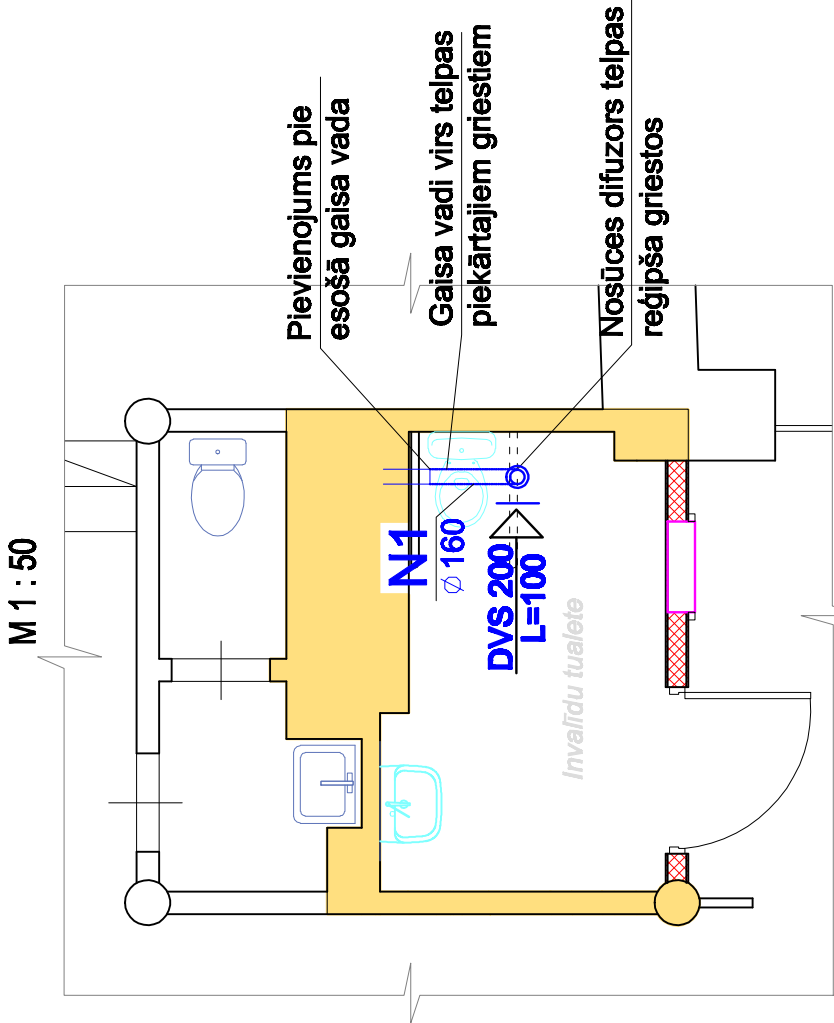 M 1 : 50
Pievienojums pie
esošā gaisa vada
Gaisa vadi virs telpas
piekārtajiem griestiem
Nosūces difuzors telpas
reģipša griestos
N1
∅ 160
DVS 200
L=100
Invalīdu tualete